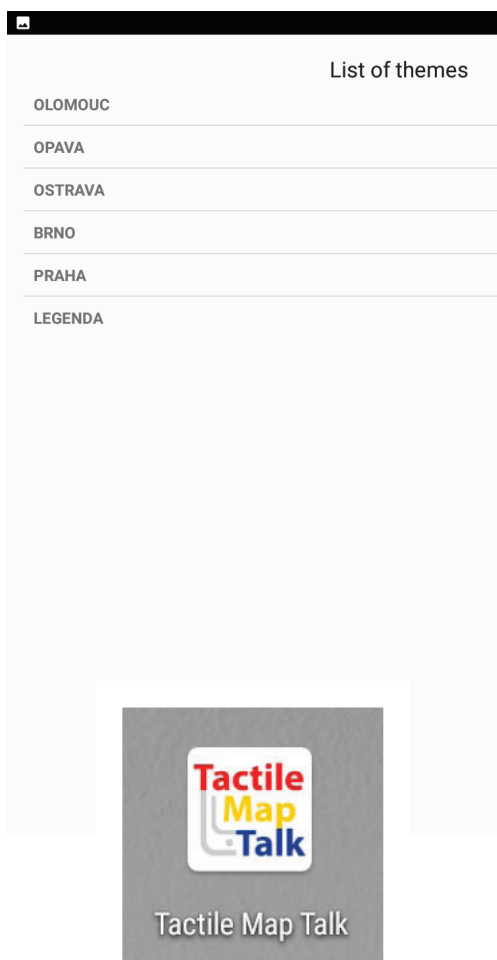 List of themes
OLOMOUC
OPAVA
OSTRAVA
BRNO
PRAHA
LEGENDA
Tactile
Map
Talk
Tactile Map Talk